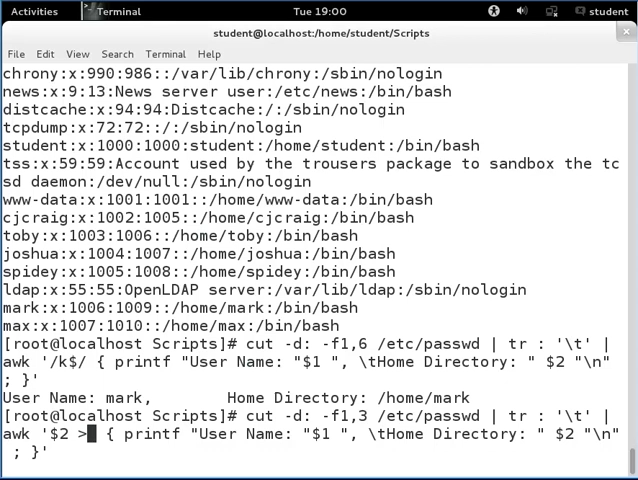 Activities Terminal Tue 19:00 student
student@localhost:/home/student/Scripts ×
File Edit View Search Terminal Help
chrony:x:990:986::/var/lib/chrony:/sbin/nologin
news:x:9:13:News server user:/etc/news:/bin/bash
distcache:x:94:94:Distcache:/:/sbin/nologin
tcpdump:x:72:72::/:/sbin/nologin
student:x:1000:1000:student:/home/student:/bin/bash
tss:x:59:59:Account used by the trousers package to sandbox the tc
sd daemon:/dev/null:/sbin/nologin
www-data:x:1001:1001::/home/www-data:/bin/bash
cjcraig:x:1002:1005::/home/cjcraig:/bin/bash
toby:x:1003:1006::/home/toby:/bin/bash
joshua:x:1004:1007::/home/joshua:/bin/bash
spidey:x:1005:1008::/home/spidey:/bin/bash
ldap:x:55:55:OpenLDAP server:/var/lib/ldap:/sbin/nologin
mark:x:1006:1009::/home/mark:/bin/bash
max:x:1007:1010::/home/max:/bin/bash
[root@localhost Scripts]# cut -d: -f1,6 /etc/passwd | tr : '\t' |
awk '/k$/ { printf "User Name: "$1 ", \tHome Directory: " $2 "\n"
; }'
User Name: mark, Home Directory: /home/mark
[root@localhost Scripts]# cut -d: -f1,3 /etc/passwd | tr : '\t' |
awk '$2 > { printf "User Name: "$1 ", \tHome Directory: " $2 "\n"
; }'